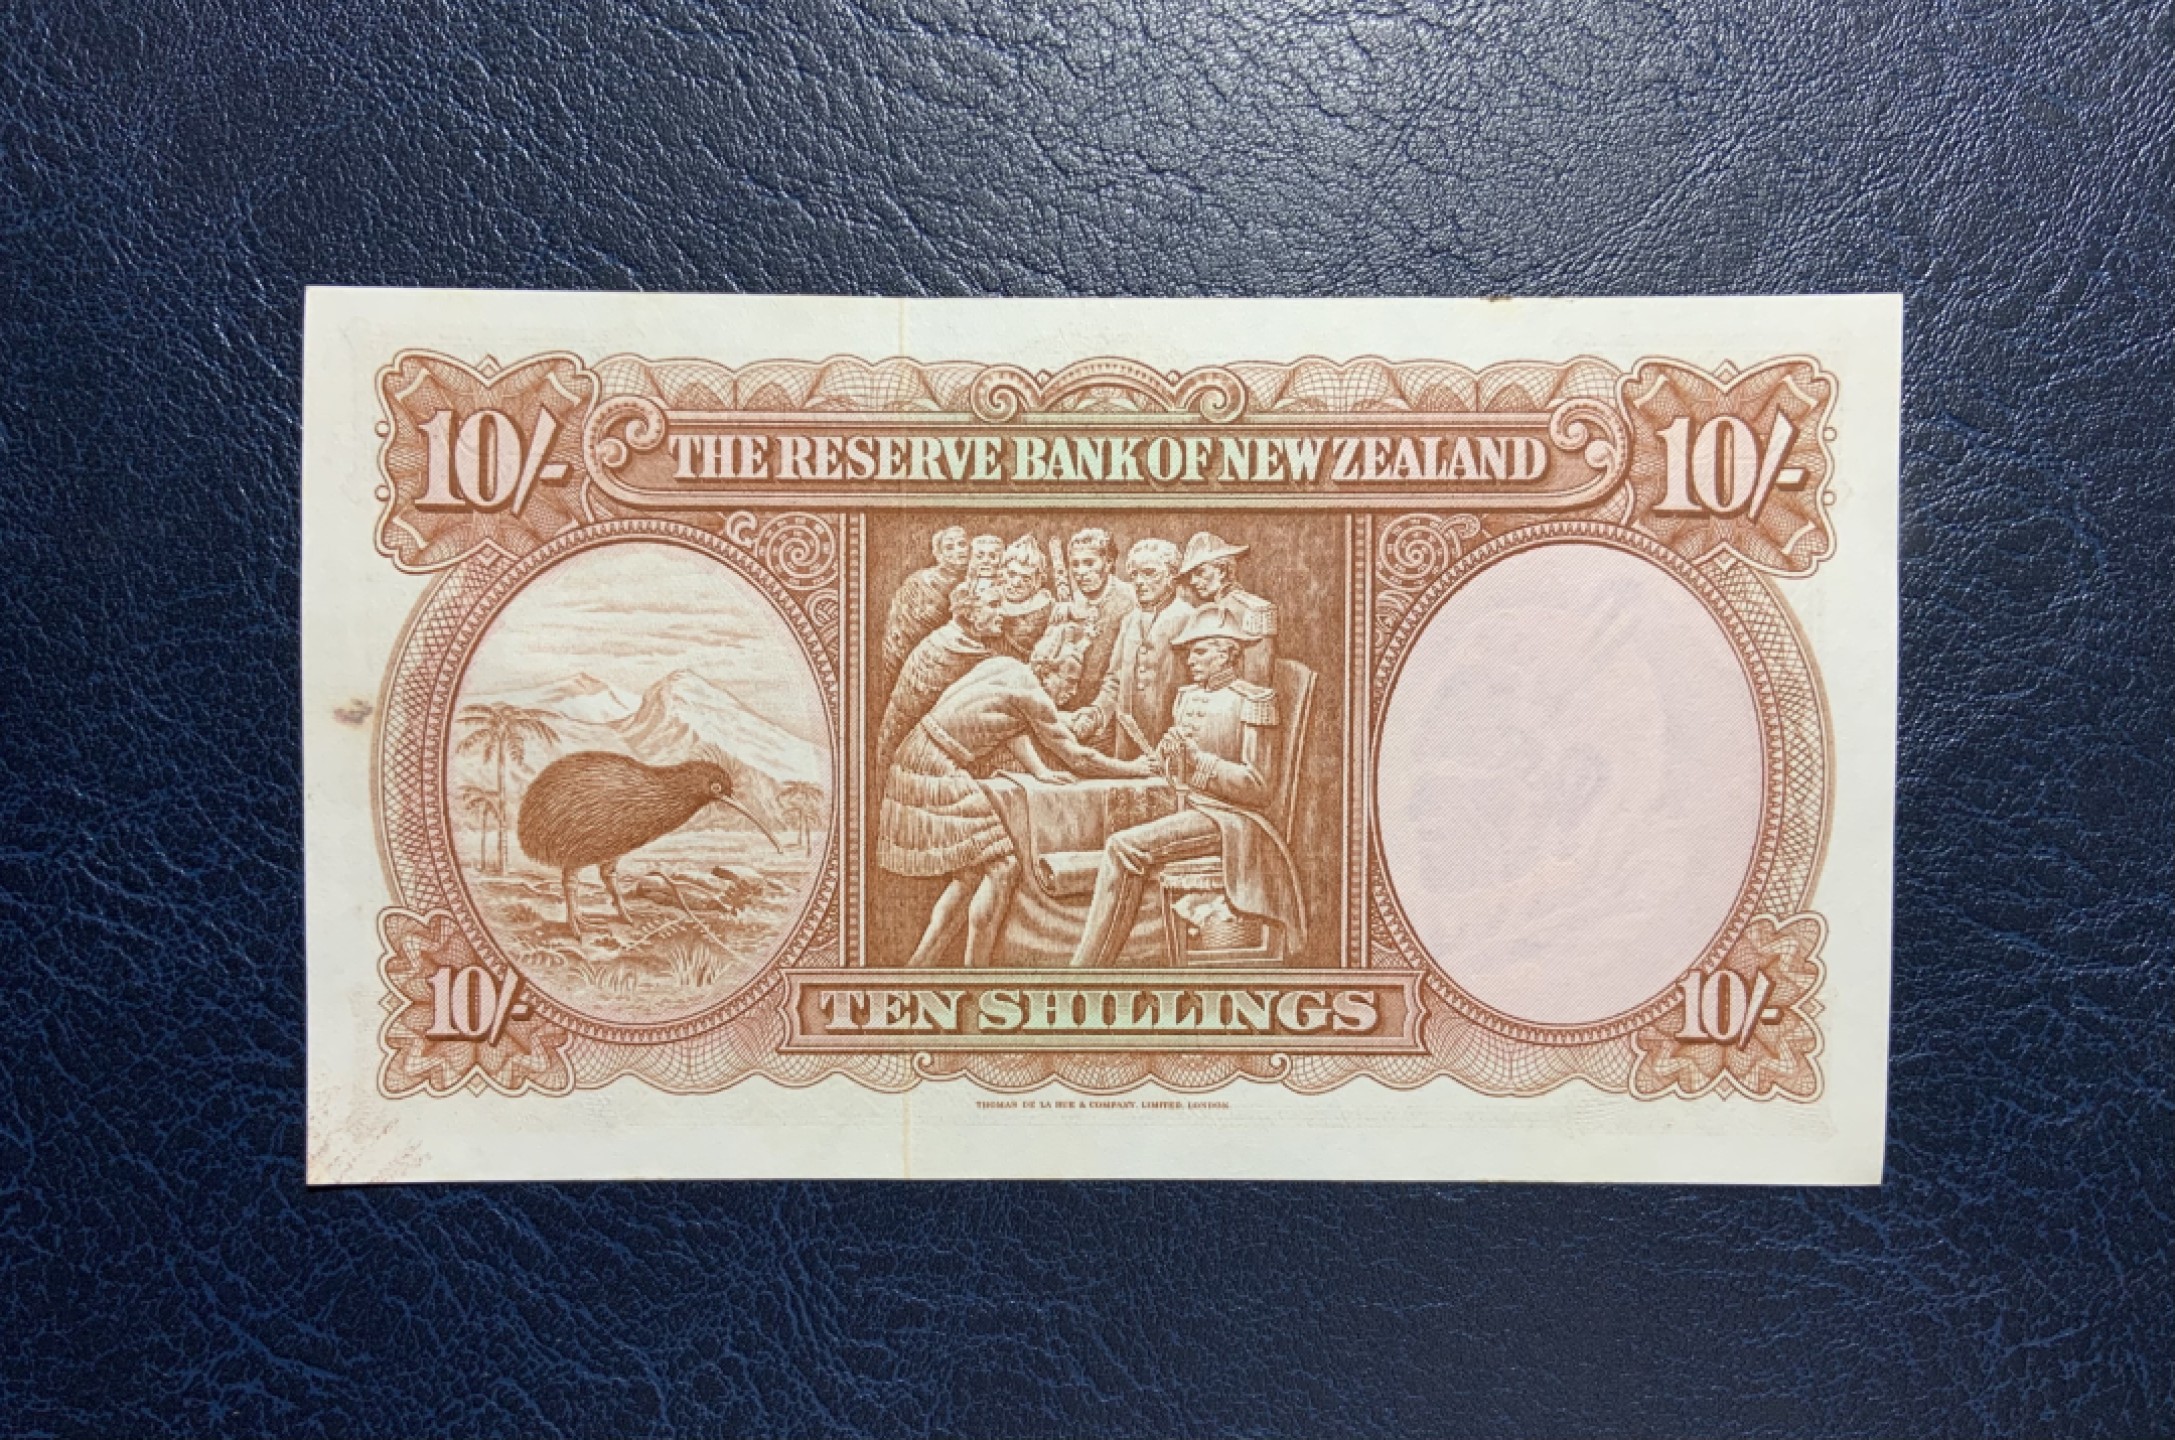 10/-
THE RESERVE BANK OF NEW ZEALAND
10/-
10/-
TEN SHILLINGS
10/-
THOMAS DE LA RUE & COMPANY, LIMITED, LONDON